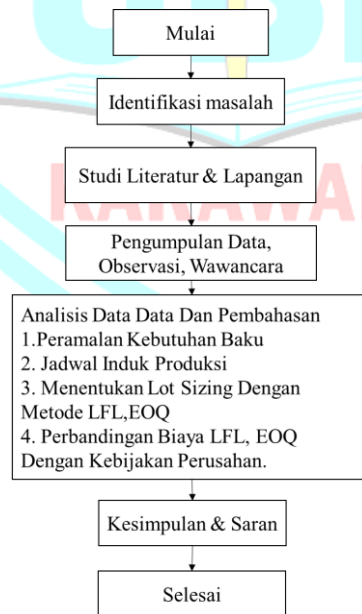 Mulai
Identifikasi masalah
Studi Literatur & Lapangan
KARAWA
Pengumpulan Data,
Observasi, Wawancara
Analisis Data Data Dan Pembahasan
1.Peramalan Kebutuhan Baku
2. Jadwal Induk Produksi
3. Menentukan Lot Sizing Dengan
Metode LFL,EOQ
4. Perbandingan Biaya LFL, EOQ
Dengan Kebijakan Perusahan.
Kesimpulan & Saran
Selesai